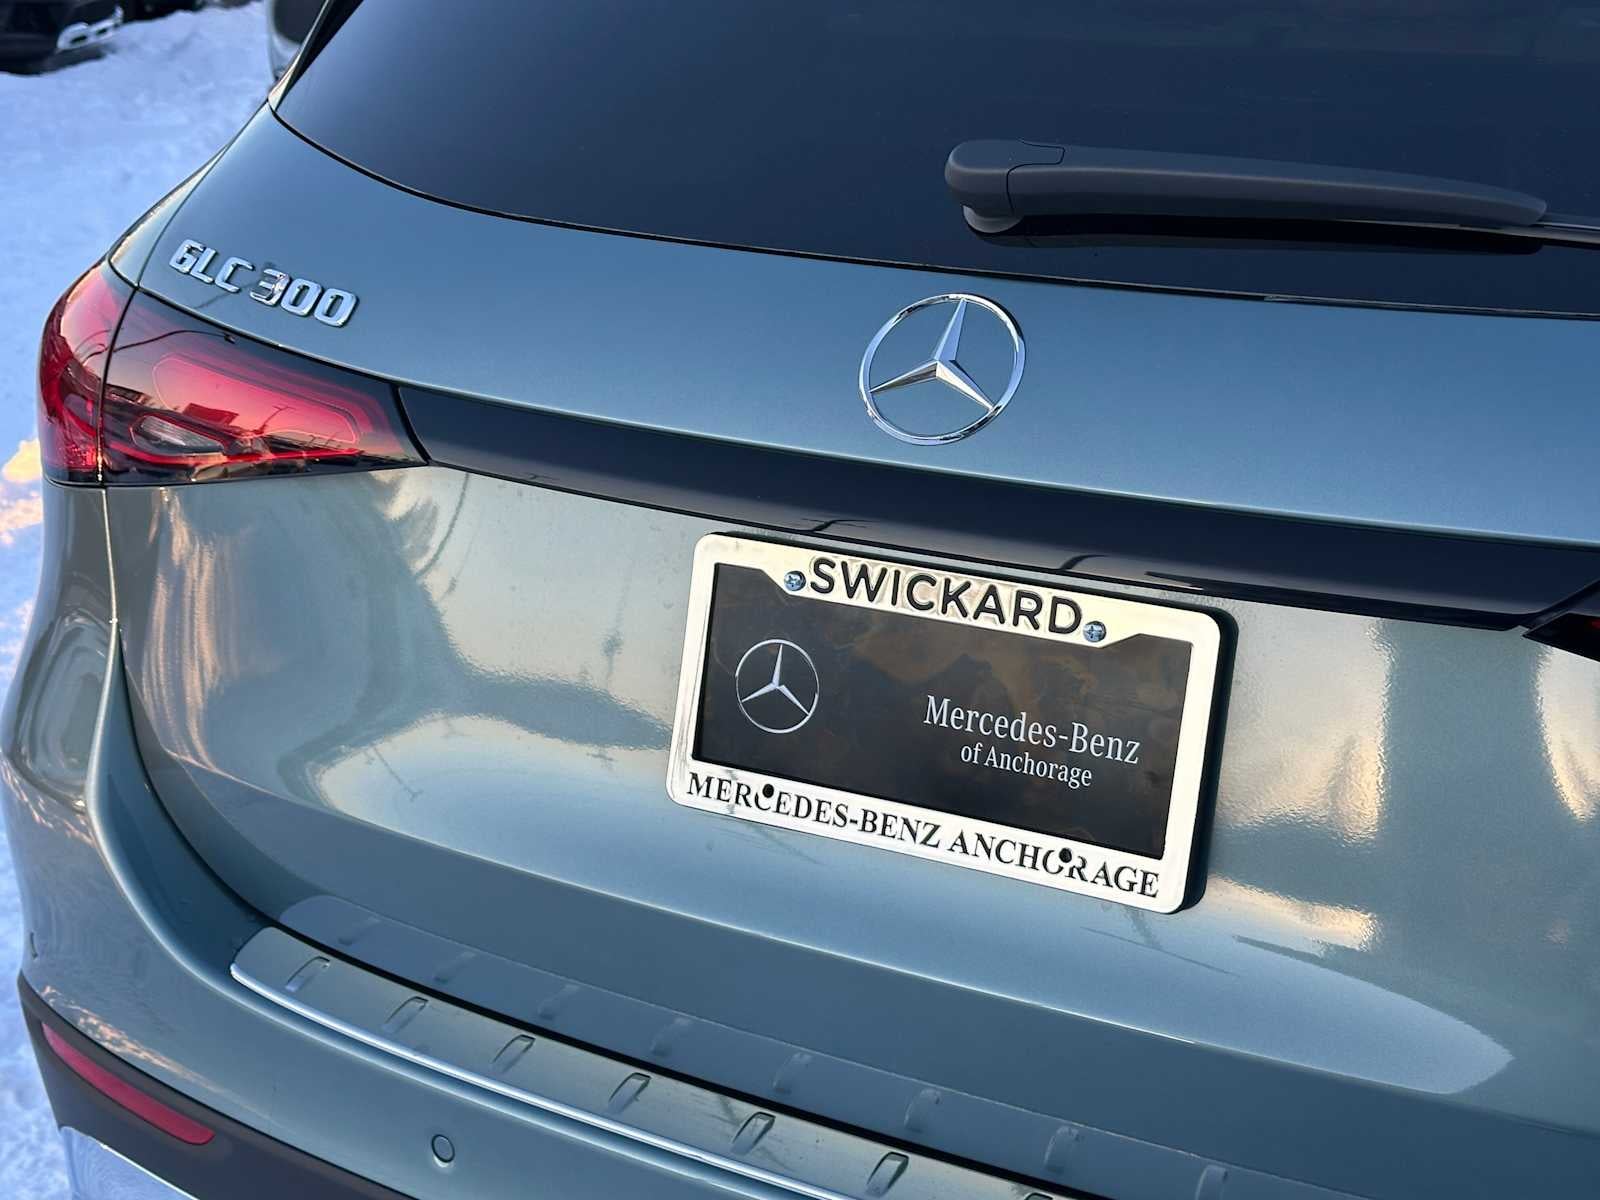 GLC 300
SWICKARD
Mercedes-Benz
of Anchorage
MERCEDES-BENZ ANCHORAGE